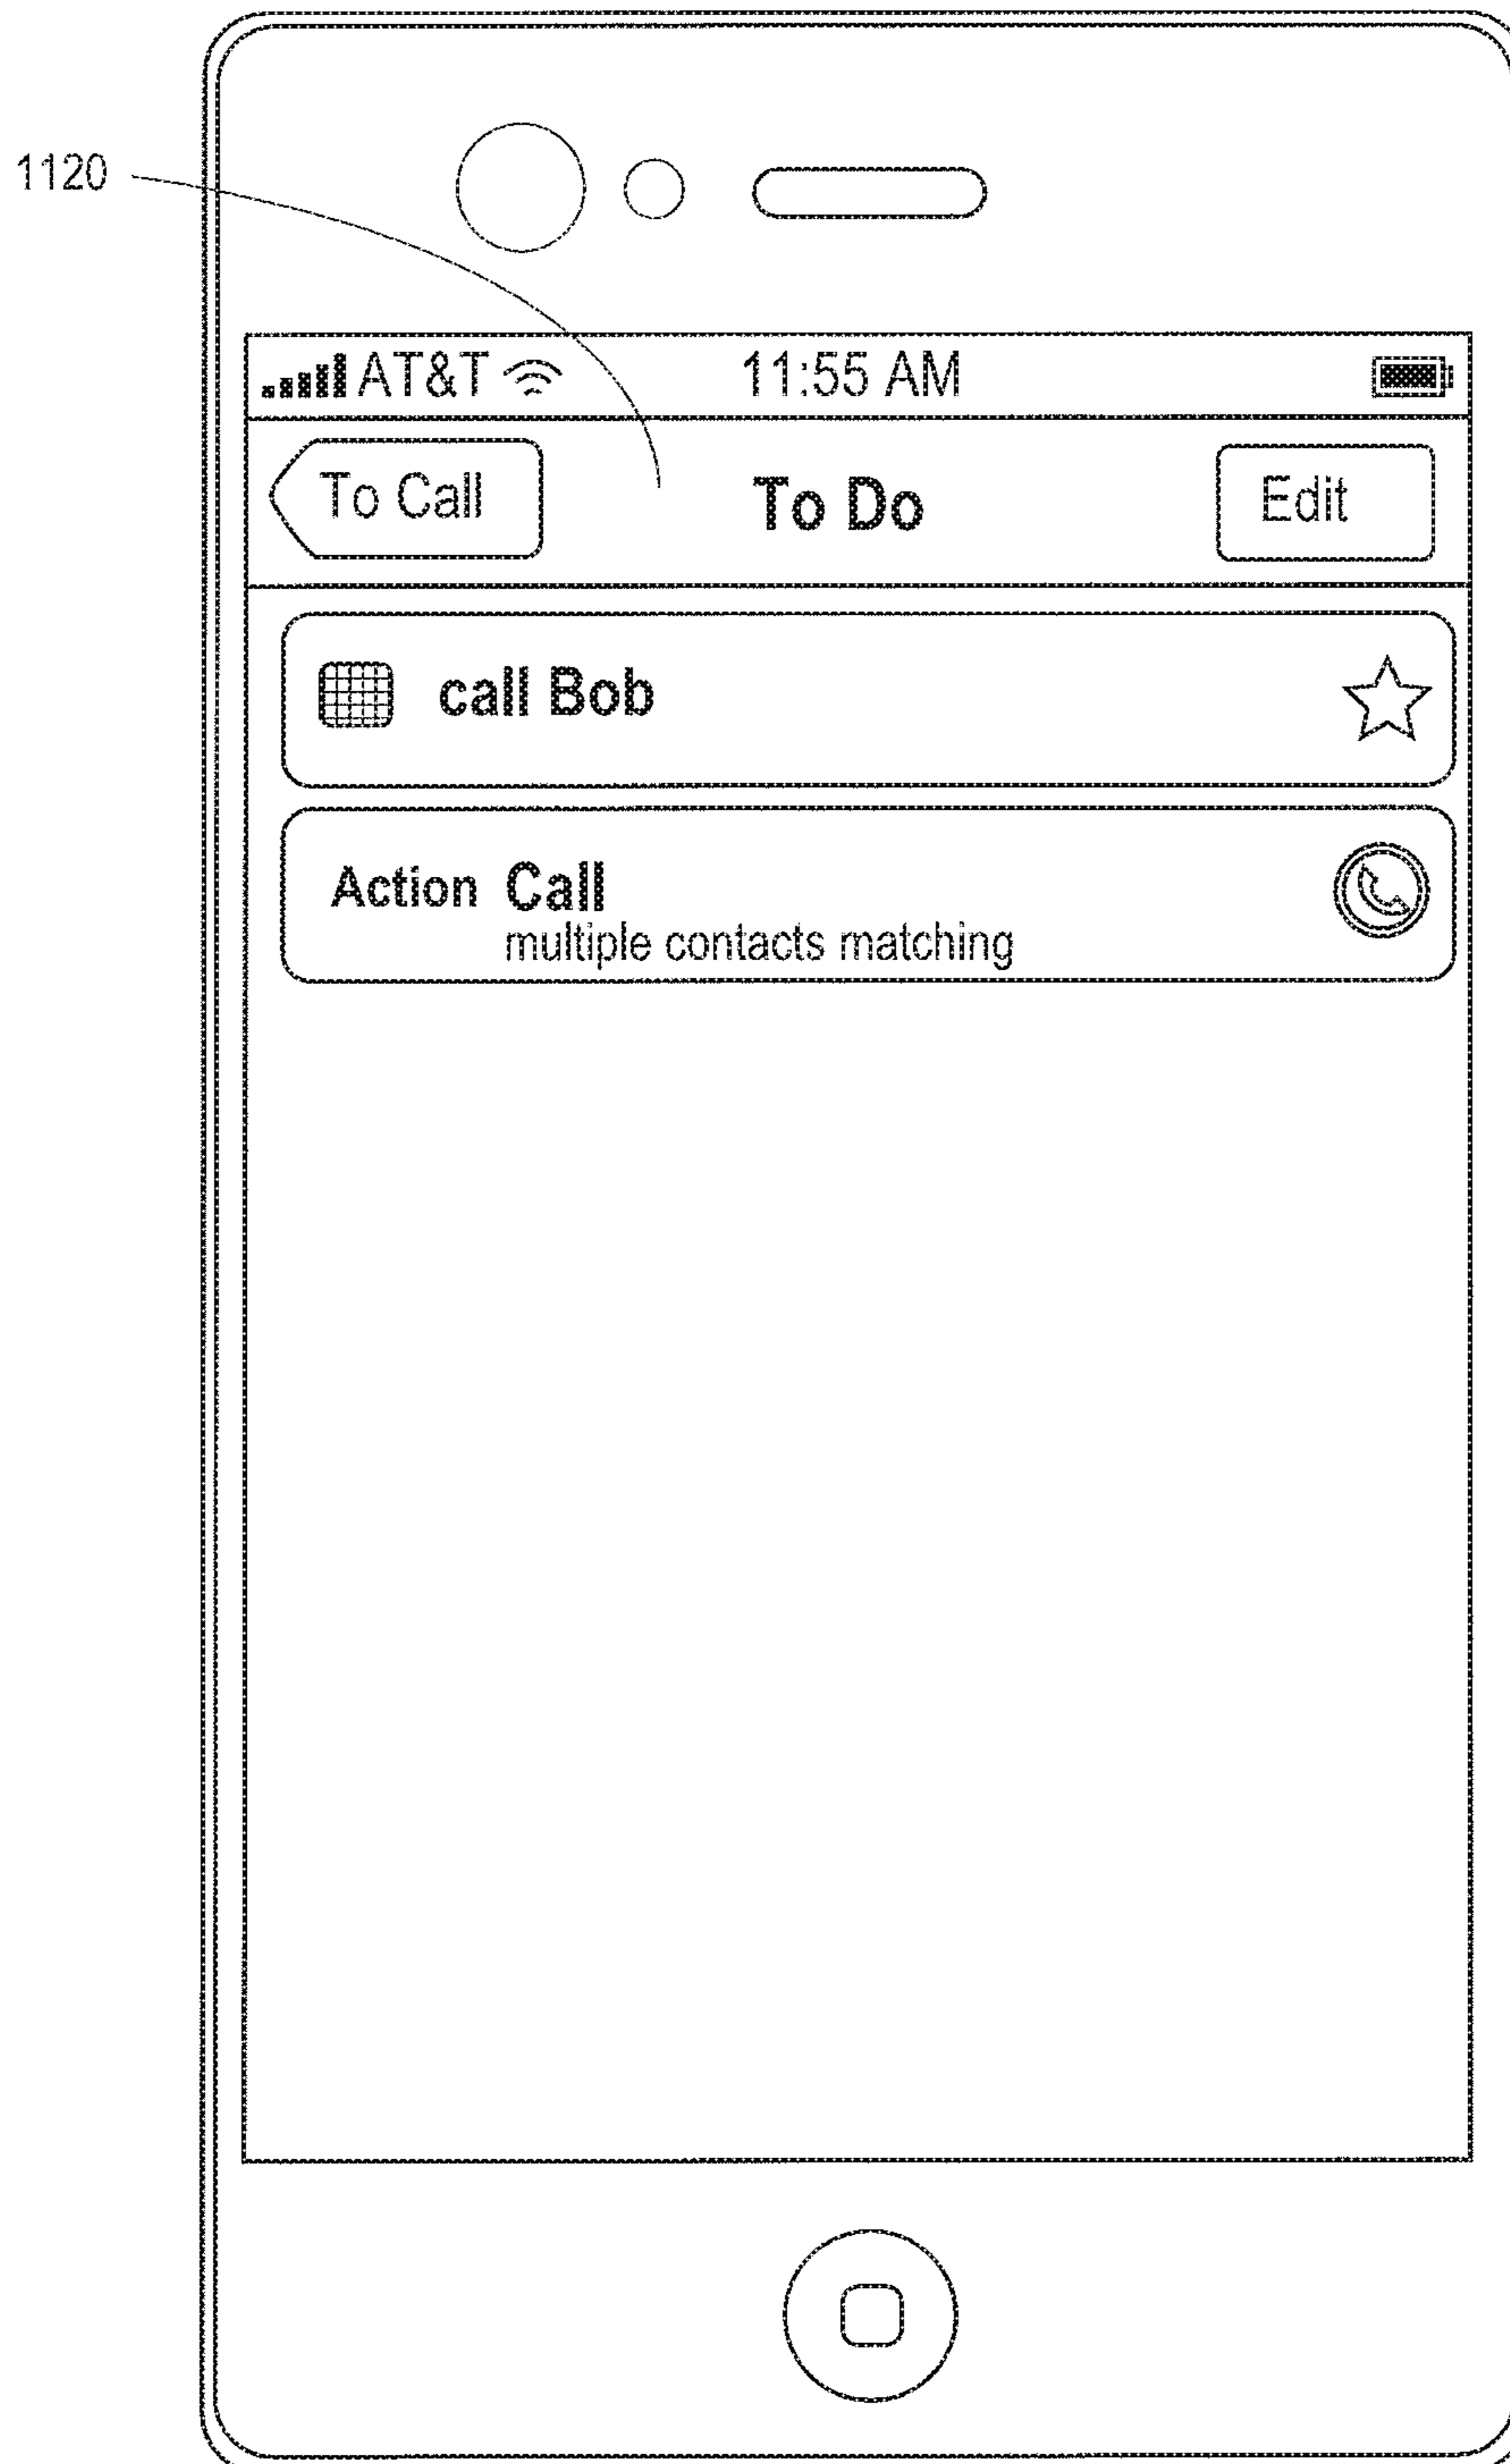 1120
AT&T 11:55 AM
To Call To Do Edit
call Bob
Action Call
multiple contacts matching